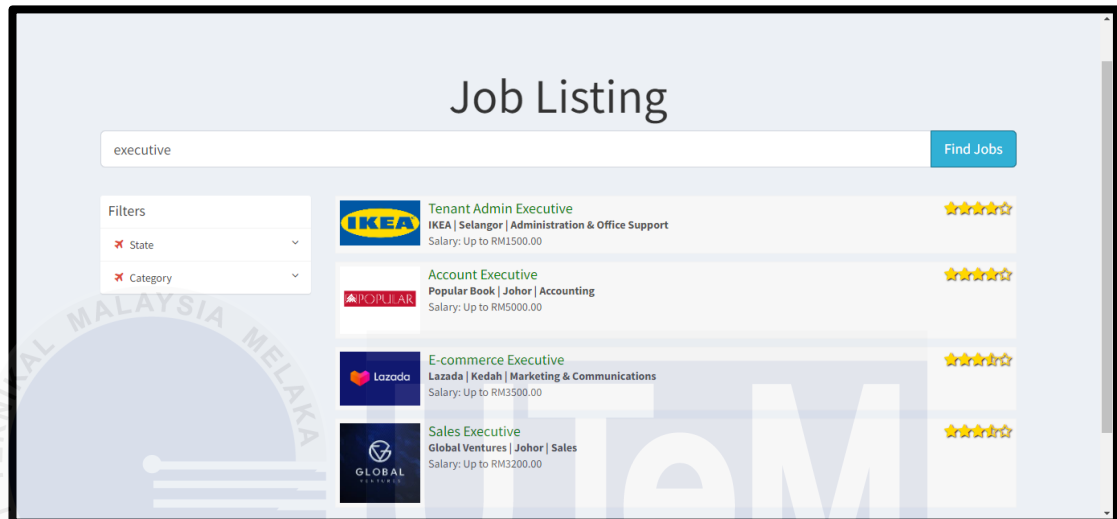 Job Listing
executive
Find Jobs
Filters
State
Category
IKEA
Tenant Admin Executive
IKEA | Selangor | Administration & Office Support
Salary: Up to RM1500.00
POPULAR
Account Executive
Popular Book | Johor | Accounting
Salary: Up to RM5000.00
Lazada
E-commerce Executive
Lazada | Kedah | Marketing & Communications
Salary: Up to RM3500.00
GLOBAL
VENTURES
Sales Executive
Global Ventures | Johor | Sales
Salary: Up to RM3200.00
MALAYSIA MELAKA
UTeM